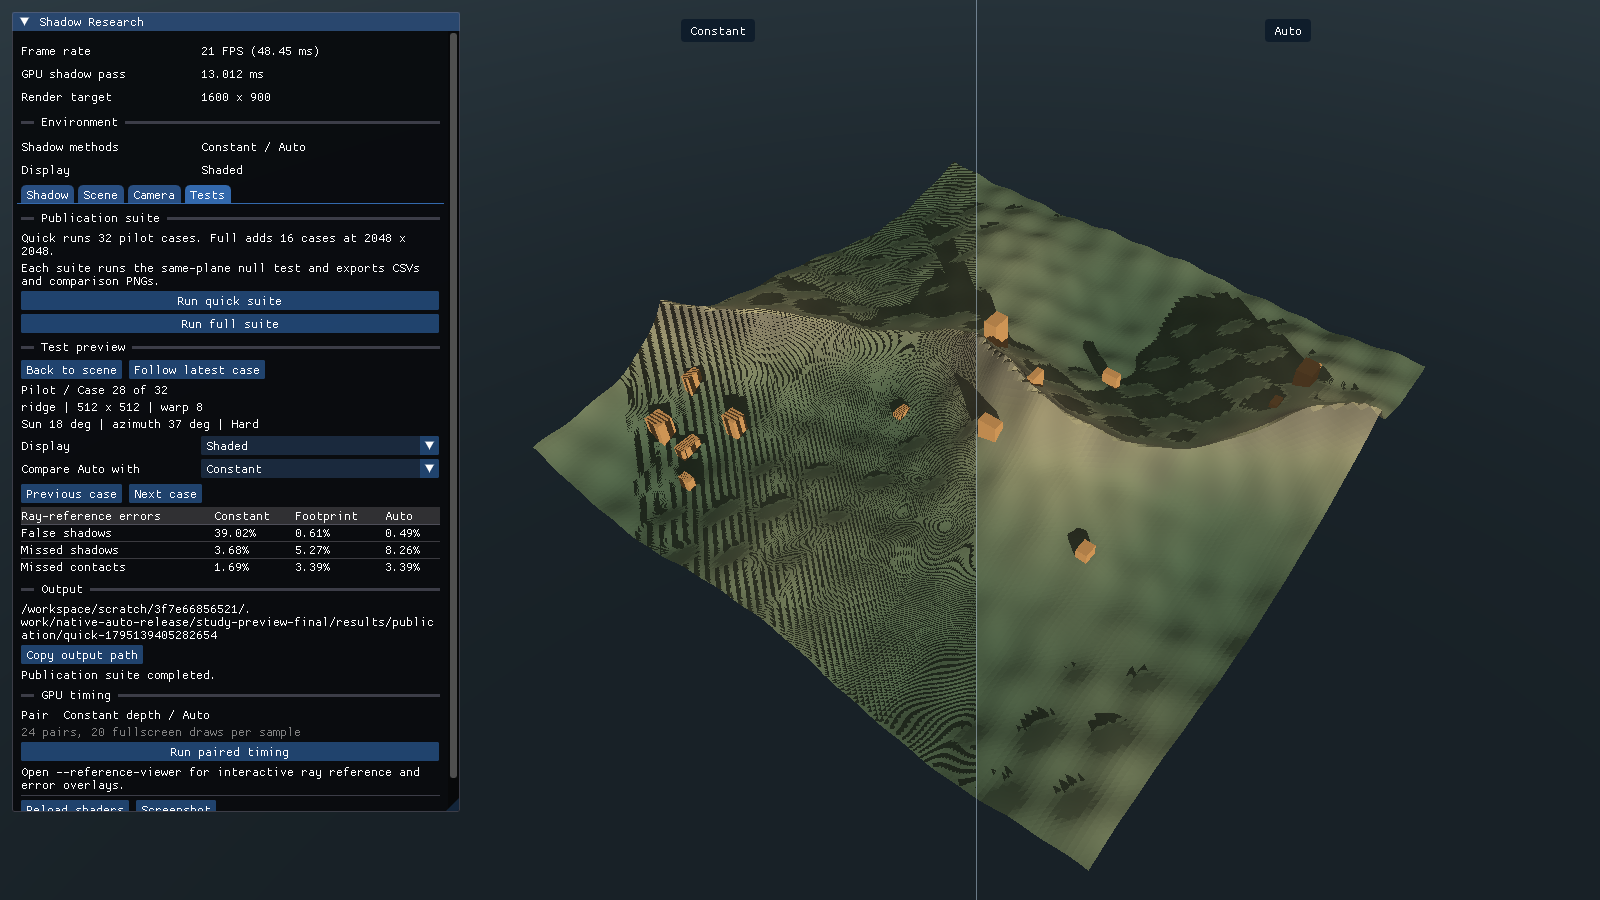 Shadow Research
Frame rate 21 FPS (48.45 ms)
GPU shadow pass 13.012 ms
Render target 1600 x 900
Environment
Shadow methods Constant / Auto
Display Shaded
Shadow Scene Camera Tests
Publication suite
Quick runs 32 pilot cases. Full adds 16 cases at 2048 x
2048.
Each suite runs the same-plane null test and exports CSVs
and comparison PNGs.
Run quick suite
Run full suite
Test preview
Back to scene Follow latest case
Pilot / Case 28 of 32
ridge | 512 x 512 | warp 8
Sun 18 deg | azimuth 37 deg | Hard
Display Shaded
Compare Auto with Constant
Previous case Next case
Ray-reference errors Constant Footprint Auto
False shadows 39.02% 0.61% 0.49%
Missed shadows 3.68% 5.27% 8.26%
Missed contacts 1.69% 3.39% 3.39%
Output
/workspace/scratch/3f7e66856521/.
work/native-auto-release/study-preview-final/results/public
ation/quick-1795139405282654
Copy output path
Publication suite completed.
GPU timing
Pair Constant depth / Auto
24 pairs, 20 fullscreen draws per sample
Run paired timing
Open --reference-viewer for interactive ray reference and
error overlays.
Reload shaders Screenshot
Constant
Auto